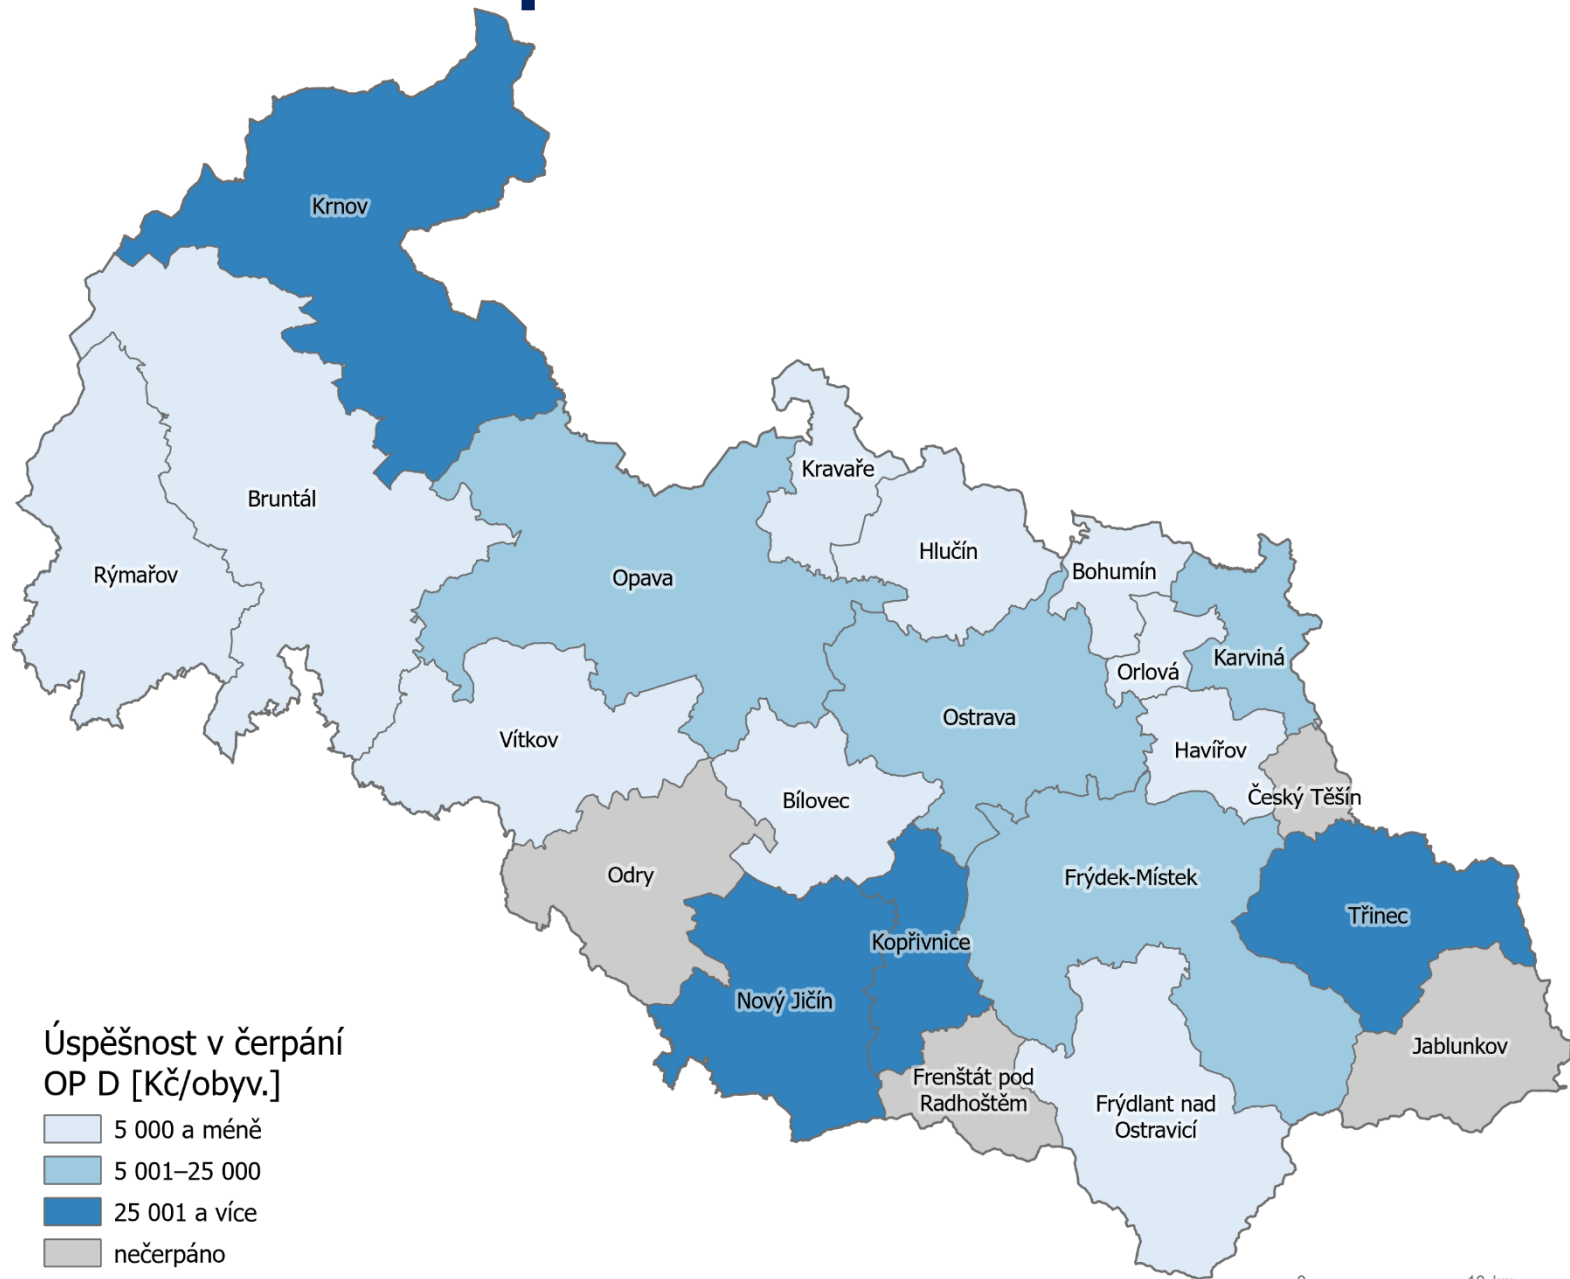 Krnov
Kravaře
Bruntál
Hlučín
Bohumín
Rýmařov
Opava
Karviná
Orlová
Ostrava
Vítkov
Havířov
Bílovec
Český Těšín
Odry
Frýdek-Místek
Třinec
Kopřivnice
Nový Jičín
Jablunkov
Frenštát pod
Radhoštěm
Frýdlant nad
Ostravicí
Úspěšnost v čerpání
OP D [Kč/obyv.]
5 000 a méně
5 001–25 000
25 001 a více
nečerpáno